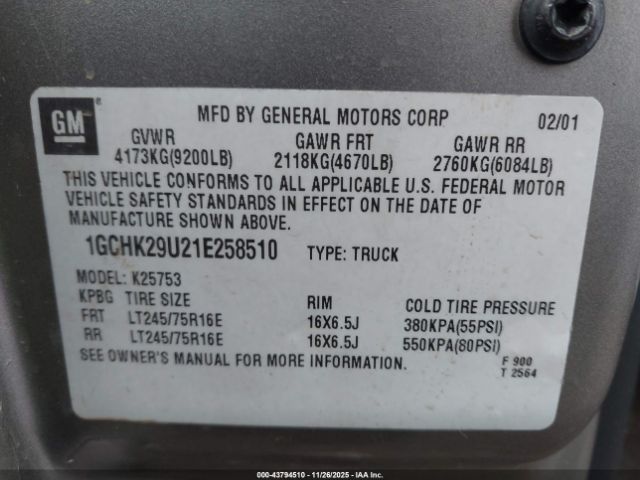 GM
MFD BY GENERAL MOTORS CORP 02/01
GVWR GAWR FRT GAWR RR
4173KG(9200LB) 2118KG(4670LB) 2760KG(6084LB)
THIS VEHICLE CONFORMS TO ALL APPLICABLE U.S. FEDERAL MOTOR
VEHICLE SAFETY STANDARDS IN EFFECT ON THE DATE OF
MANUFACTURE SHOWN ABOVE.
1GCHK29U21E258510 TYPE: TRUCK
MODEL: K25753
KPBG TIRE SIZE RIM COLD TIRE PRESSURE
FRT LT245/75R16E 16X6.5J 380KPA(55PSI)
RR LT245/75R16E 16X6.5J 550KPA(80PSI)
SEE OWNER'S MANUAL FOR MORE INFORMATION. F 900
T 2564
000-43794510 | 11/26/2025 | © IAA Inc.